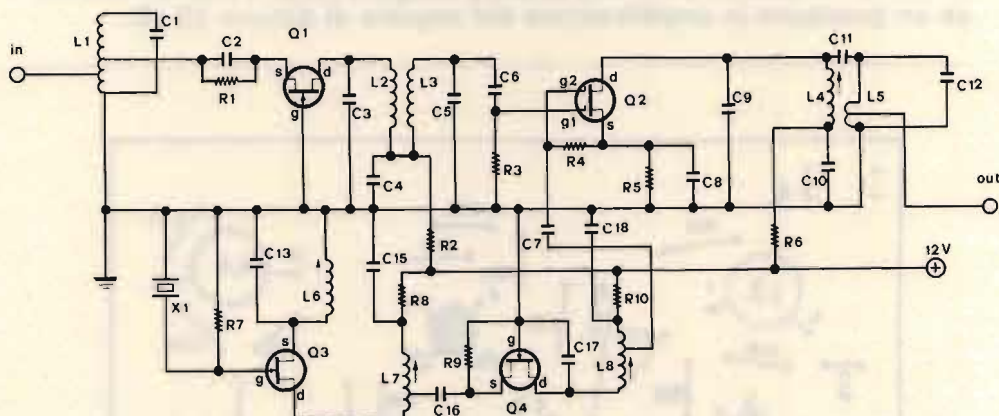 in
L1
C1
C2
R1
Q1
s
d
g
C3
L2
L3
C4
C5
C6
R3
g2
g1
d
s
Q2
R4
R5
C8
C9
C11
L4
L5
C12
C10
out
R2
C7
C18
R6
12V
X1
R7
C13
L6
s
g
d
Q3
C15
R8
L7
C16
R9
g
s
d
Q4
C17
R10
L8